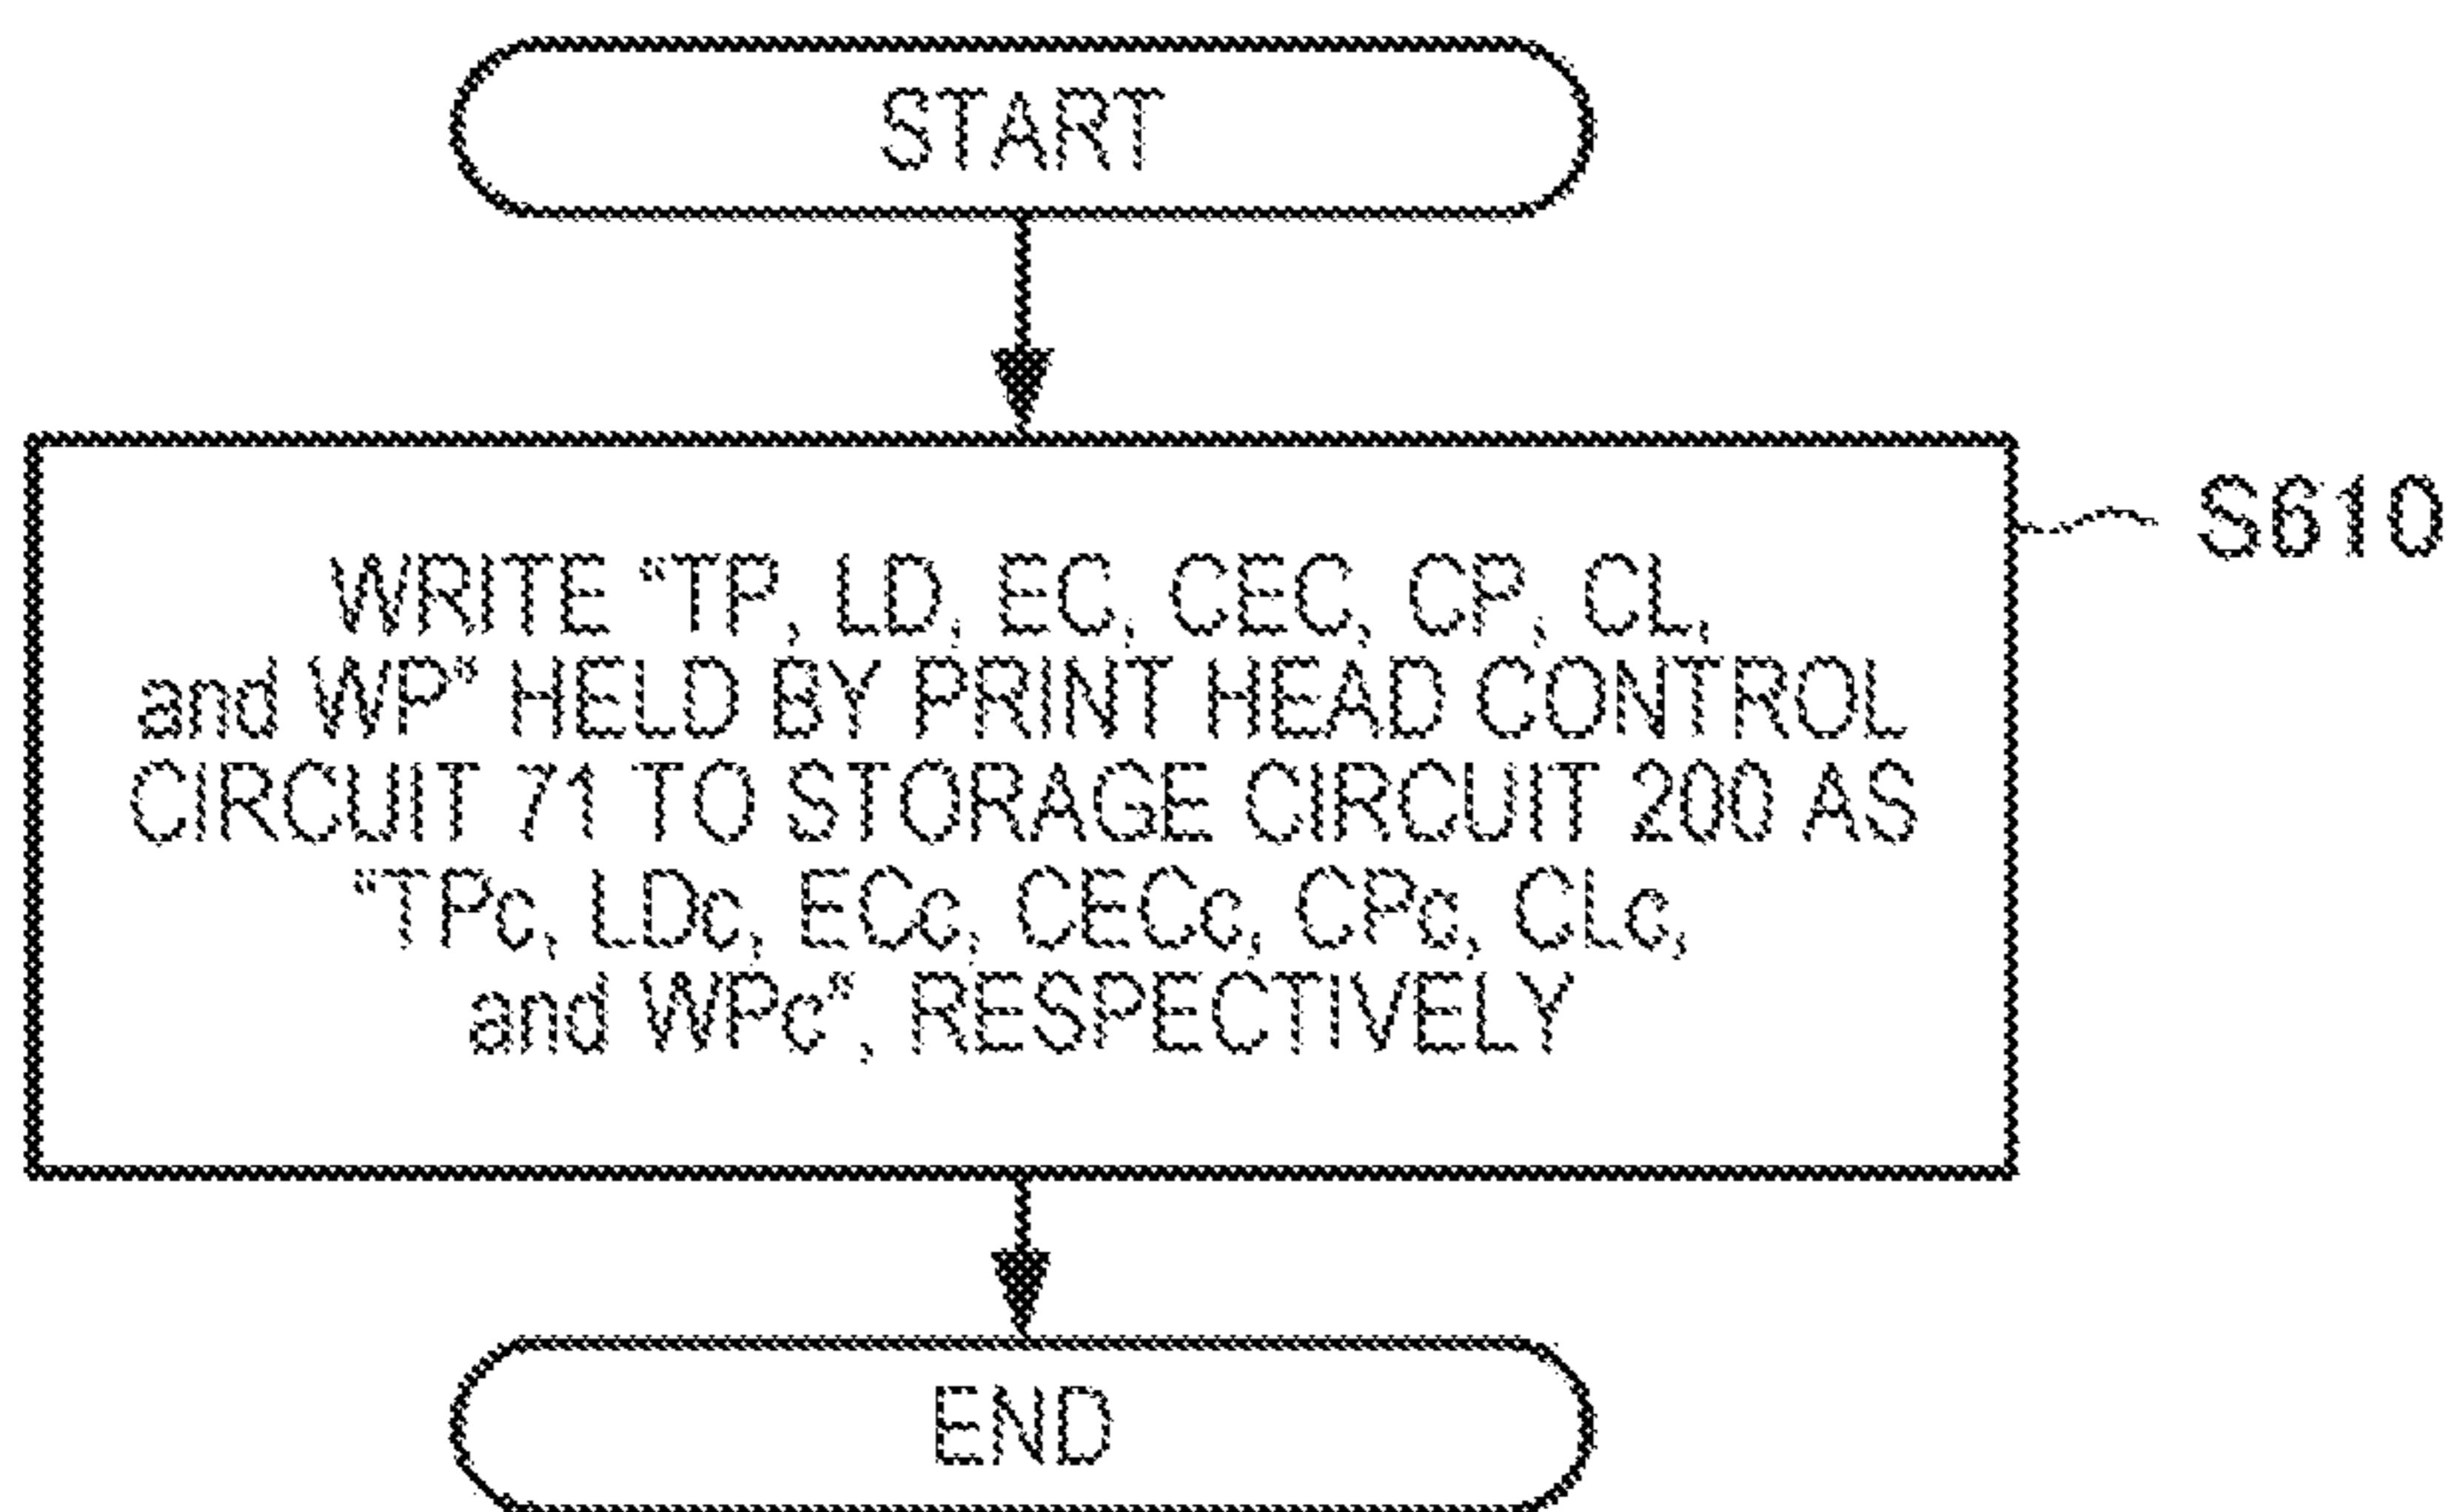 START
S610
WRITE "TP, LD, EC, CEC, CP, CL,
and WP" HELD BY PRINT HEAD CONTROL
CIRCUIT 71 TO STORAGE CIRCUIT 200 AS
"TPc, LDc, ECc, CECc, CPc, CLc,
and WPc", RESPECTIVELY
END